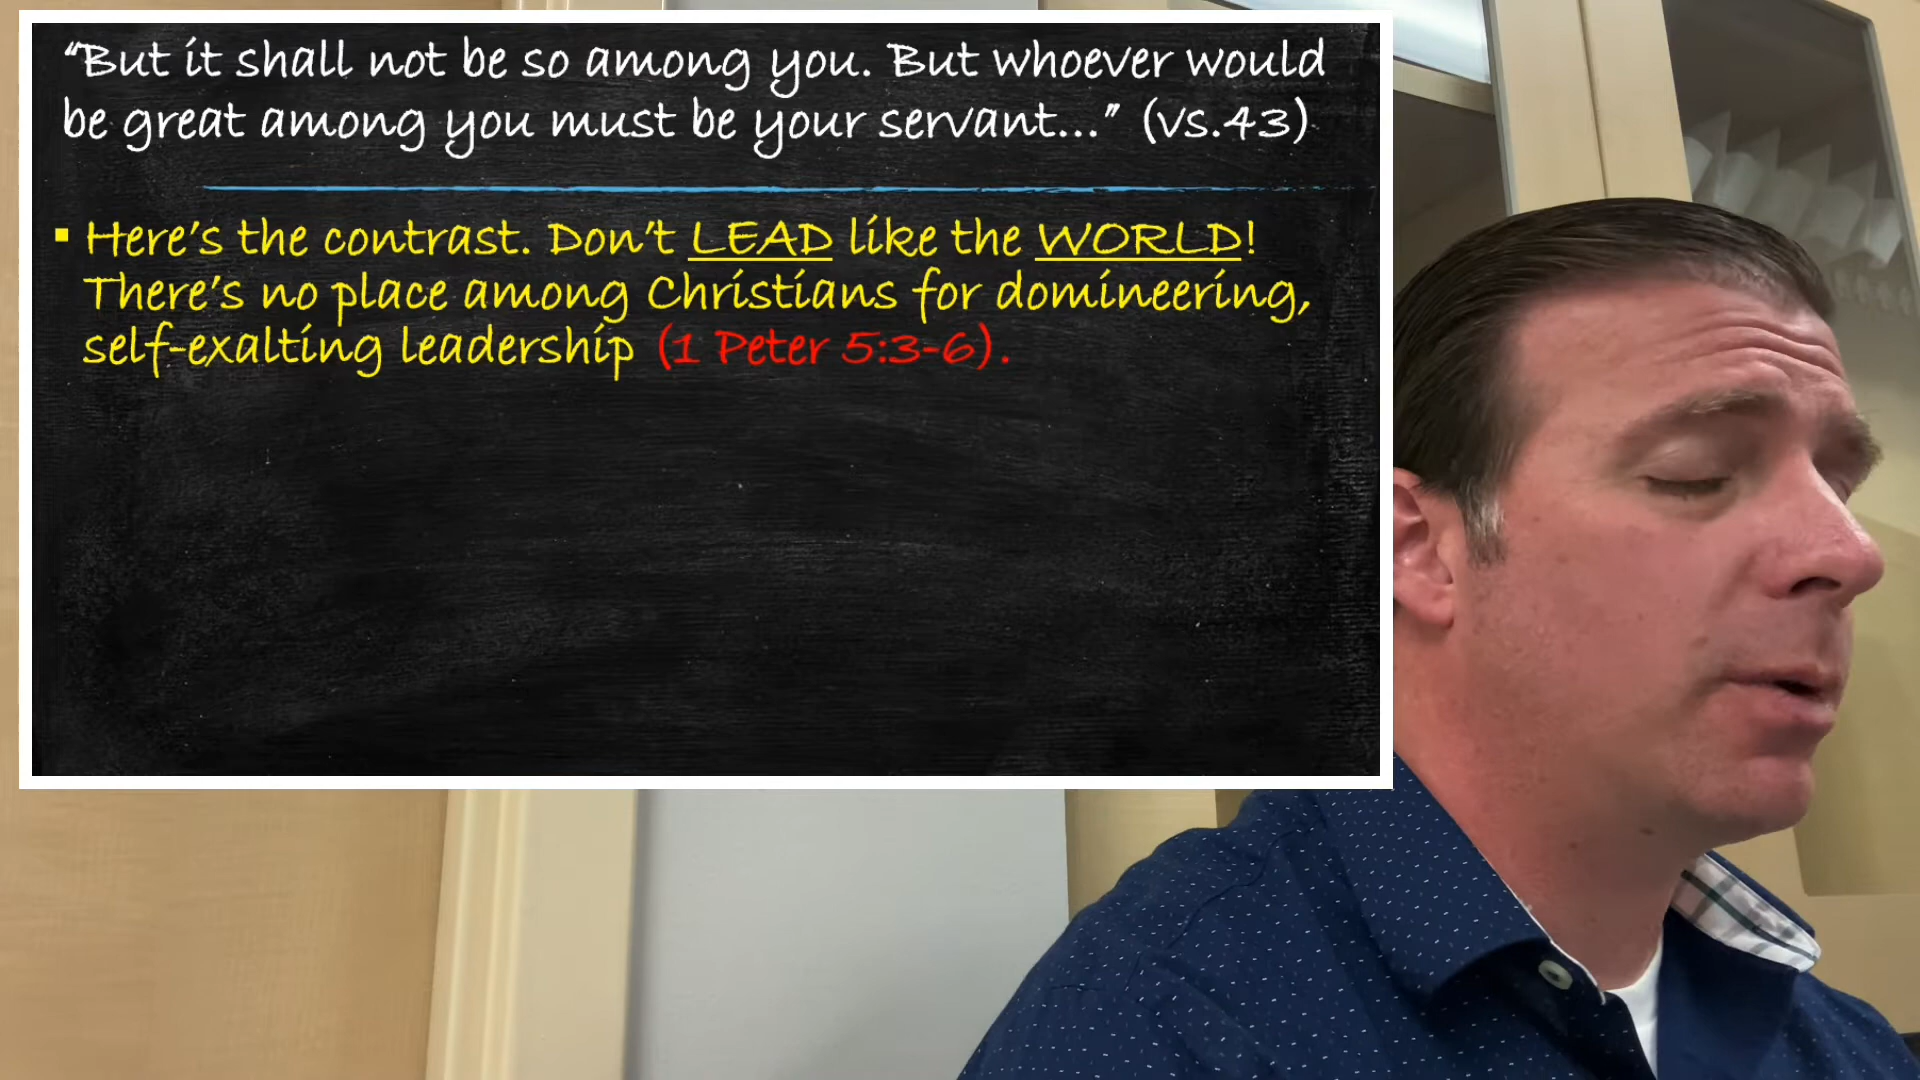 “But it shall not be so among you. But whoever would
be great among you must be your servant...” (vs.43)
▪ Here’s the contrast. Don’t LEAD like the WORLD!
There’s no place among Christians for domineering,
self-exalting leadership (1 Peter 5:3-6).